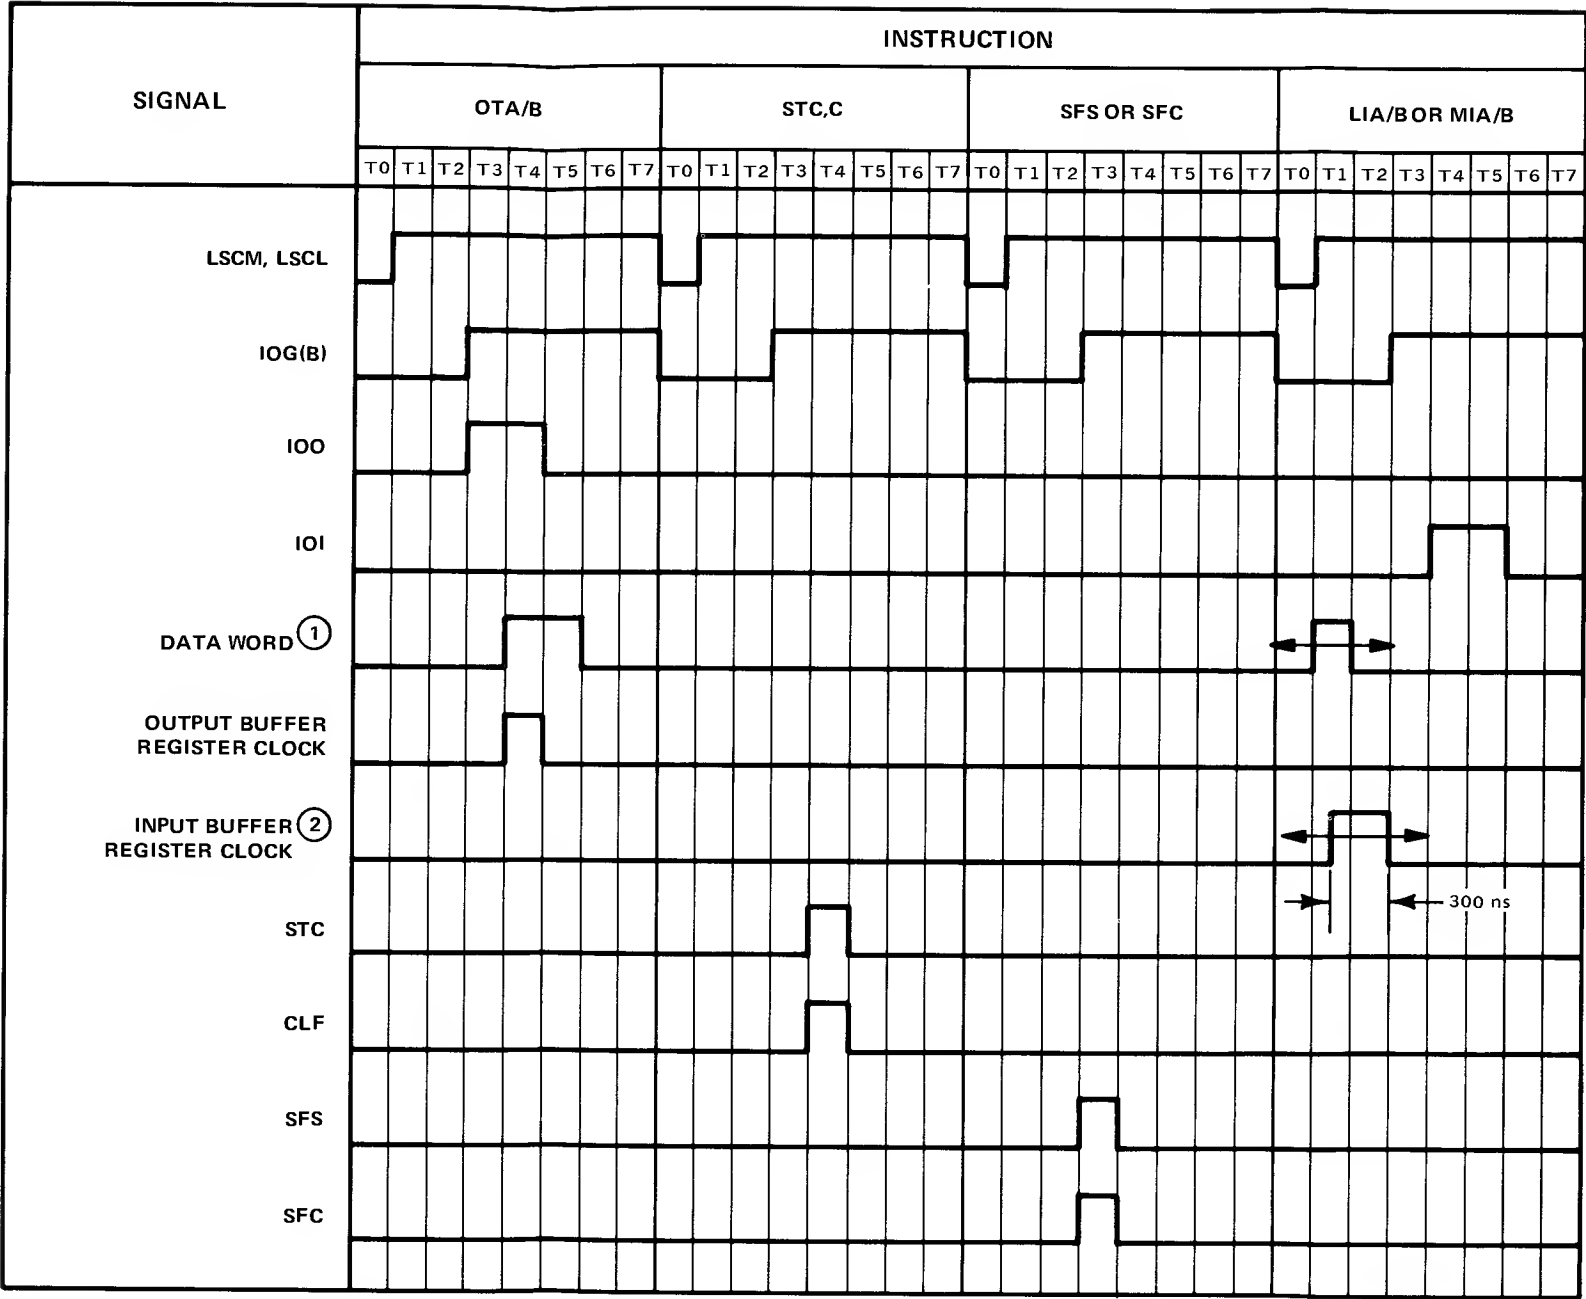 INSTRUCTION
SIGNAL
OTA/B
STC,C
SFS OR SFC
LIA/B OR MIA/B
T0 T1 T2 T3 T4 T5 T6 T7 T0 T1 T2 T3 T4 T5 T6 T7 T0 T1 T2 T3 T4 T5 T6 T7 T0 T1 T2 T3 T4 T5 T6 T7
LSCM, LSCL
IOG(B)
IOO
IOI
DATA WORD 1
OUTPUT BUFFER
REGISTER CLOCK
INPUT BUFFER 2
REGISTER CLOCK
300 ns
STC
CLF
SFS
SFC